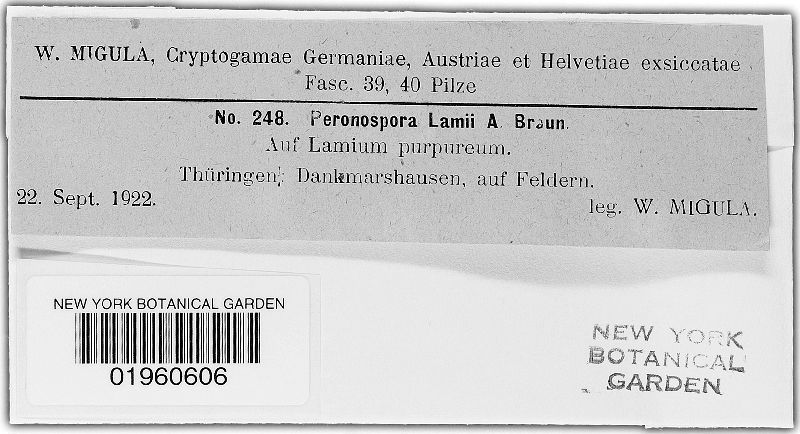 W. MIGULA, Cryptogamae Germaniae, Austriae et Helvetiae exsiccatae
Fasc. 39, 40 Pilze
No. 248. Peronospora Lamii A. Braun.
Auf Lamium purpureum.
Thüringen: Dankmarshausen, auf Feldern.
22. Sept. 1922.
leg. W. MIGULA.
NEW YORK BOTANICAL GARDEN
01960606
NEW YORK
BOTANICAL
GARDEN